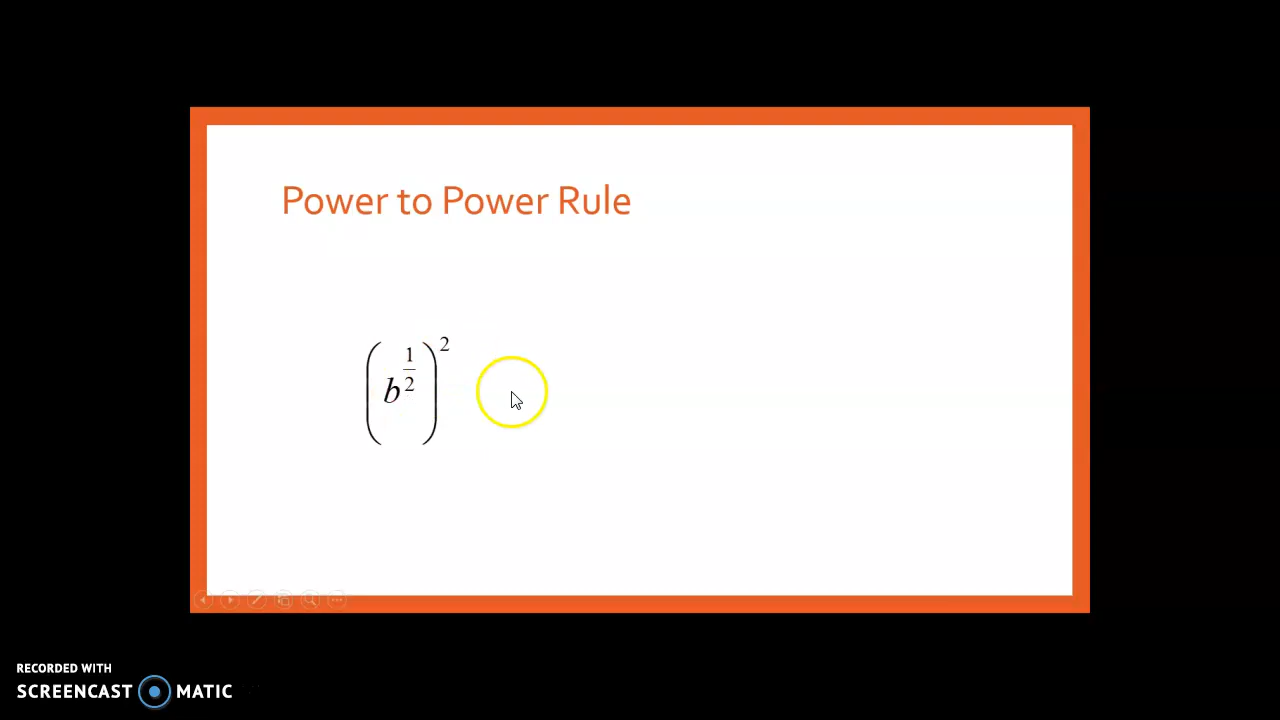 Power to Power Rule
(b^{1/2})^2
RECORDED WITH
SCREENCAST MATIC